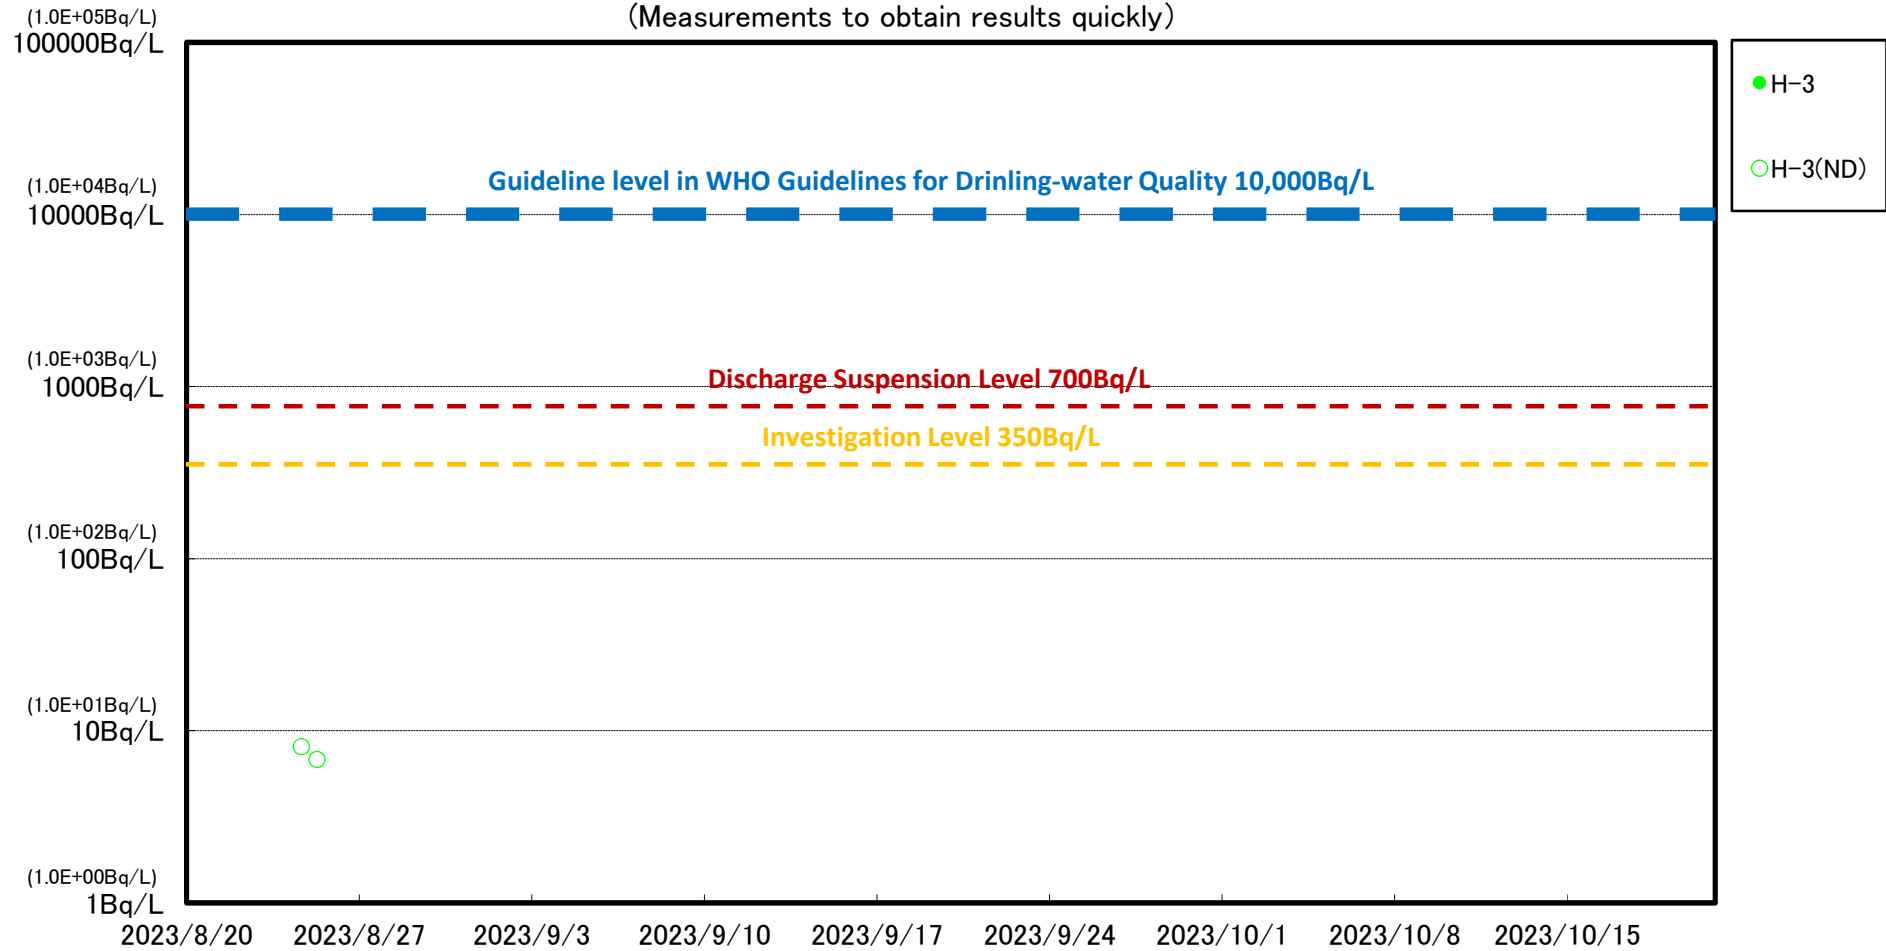 (Measurements to obtain results quickly)
(1.0E+05Bq/L)
100000Bq/L
H-3
H-3(ND)
Guideline level in WHO Guidelines for Drinling-water Quality 10,000Bq/L
(1.0E+04Bq/L)
10000Bq/L
(1.0E+03Bq/L)
1000Bq/L
Discharge Suspension Level 700Bq/L
Investigation Level 350Bq/L
(1.0E+02Bq/L)
100Bq/L
(1.0E+01Bq/L)
10Bq/L
(1.0E+00Bq/L)
1Bq/L
2023/8/20 2023/8/27 2023/9/3 2023/9/10 2023/9/17 2023/9/24 2023/10/1 2023/10/8 2023/10/15